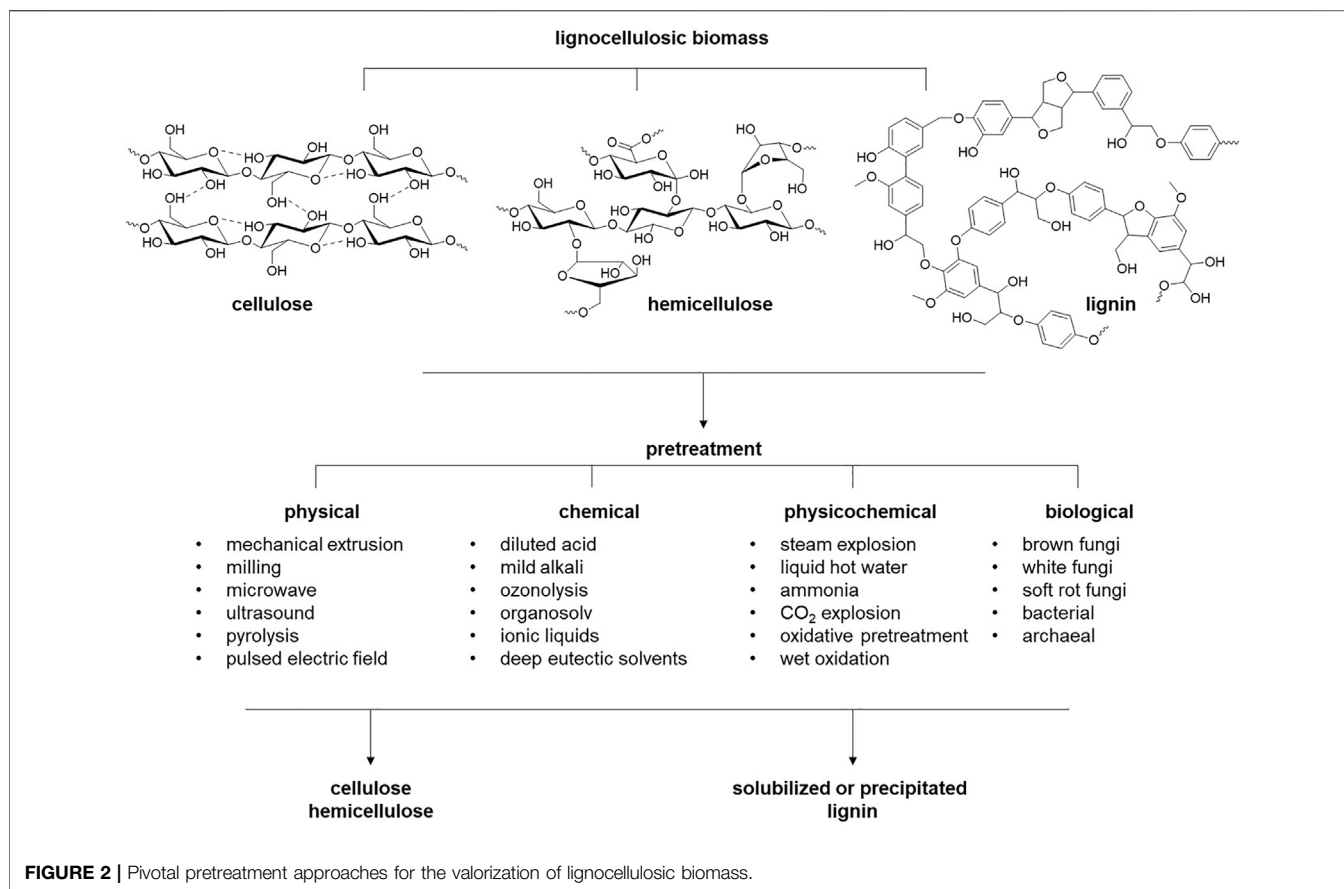 lignocellulosic biomass
cellulose
hemicellulose
lignin
pretreatment
physical
• mechanical extrusion
• milling
• microwave
• ultrasound
• pyrolysis
• pulsed electric field
chemical
• diluted acid
• mild alkali
• ozonolysis
• organosolv
• ionic liquids
• deep eutectic solvents
physicochemical
• steam explosion
• liquid hot water
• ammonia
• CO₂ explosion
• oxidative pretreatment
• wet oxidation
biological
• brown fungi
• white fungi
• soft rot fungi
• bacterial
• archaeal
cellulose
hemicellulose
solubilized or precipitated
lignin
FIGURE 2 | Pivotal pretreatment approaches for the valorization of lignocellulosic biomass.